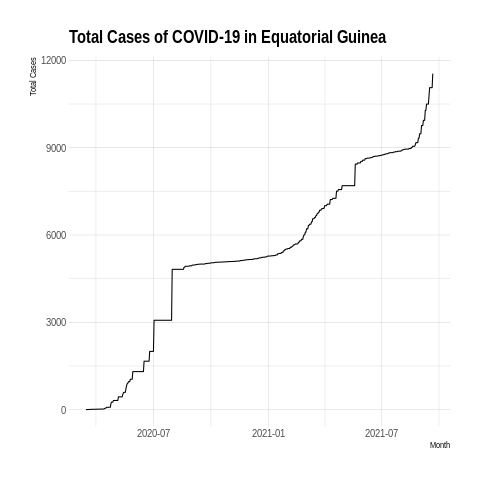 Total Cases of COVID-19 in Equatorial Guinea
Total Cases
12000
9000
6000
3000
0
2020-07
2021-01
2021-07
Month